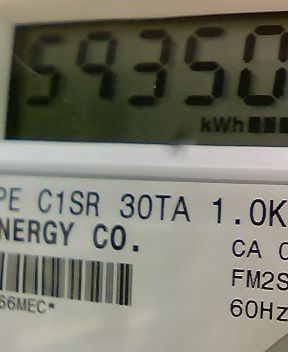 59350
kWh
PE C1SR 30TA 1.0K
NERGY CO.
CA
FM2S
66MEC*
60Hz